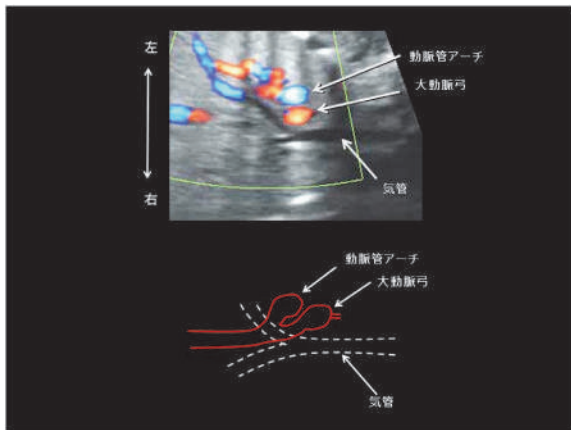 左
右
動脈管アーチ
大動脈弓
気管
動脈管アーチ
大動脈弓
気管